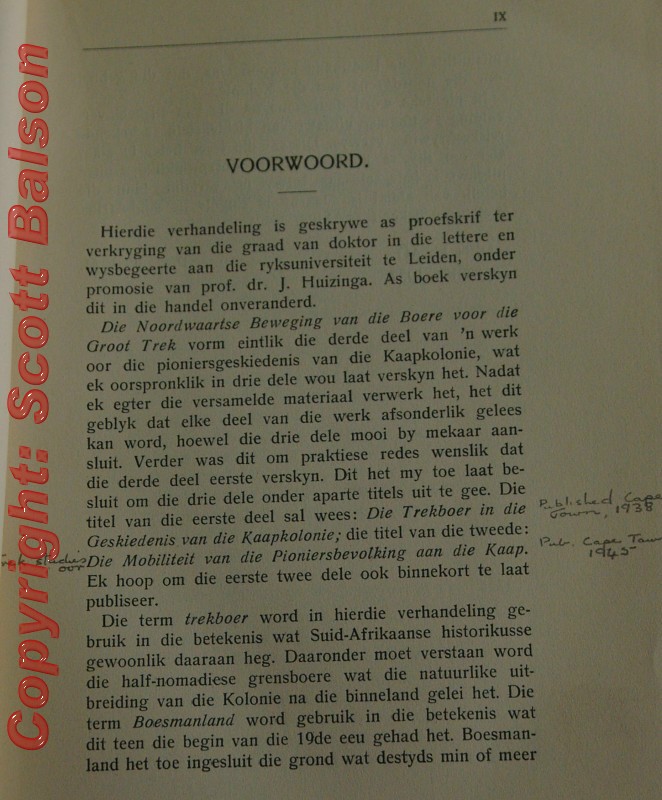 IX
VOORWOORD.
Hierdie verhandeling is geskrywe as proefskrif ter
verkryging van die graad van doktor in die lettere en
wysbegeerte aan die ryksuniversiteit te Leiden, onder
promosie van prof. dr. J. Huizinga. As boek verskyn
dit in die handel onveranderd.
Die Noordwaartse Beweging van die Boere voor die
Groot Trek vorm eintlik die derde deel van 'n werk
oor die pioniersgeskiedenis van die Kaapkolonie, wat
ek oorspronklik in drie dele wou laat verskyn het. Nadat
ek egter die versamelde materiaal verwerk het, het dit
geblyk dat elke deel van die werk afsonderlik gelees
kan word, hoewel die drie dele mooi by mekaar aan-
sluit. Verder was dit om praktiese redes wenslik dat
die derde deel eerste verskyn. Dit het my toe laat be-
sluit om die drie dele onder aparte titels uit te gee. Die
titel van die eerste deel sal wees: Die Trekboer in die
Geskiedenis van die Kaapkolonie; die titel van die tweede:
Die Mobiliteit van die Pioniersbevolking aan die Kaap.
Ek hoop om die eerste twee dele ook binnekort te laat
publiseer.
Die term trekboer word in hierdie verhandeling ge-
bruik in die betekenis wat Suid-Afrikaanse historikusse
gewoonlik daaraan heg. Daaronder moet verstaan word
die half-nomadiese grensboere wat die natuurlike uit-
breiding van die Kolonie na die binneland gelei het. Die
term Boesmanland word gebruik in die betekenis wat
dit teen die begin van die 19de eeu gehad het. Boesman-
land het toe ingesluit die grond wat destyds min of meer
Published Cape
Town, 1938
Pub. Cape Town
1945
studies
oor
Copyright: Scott Balson